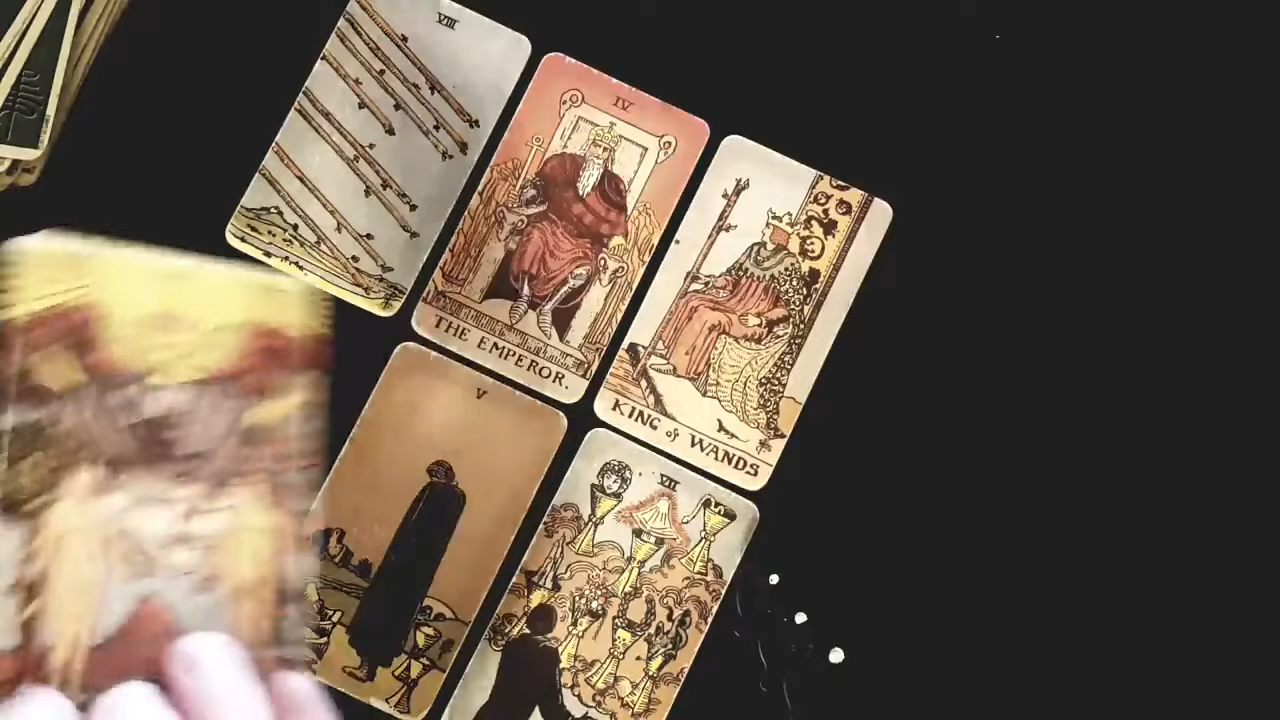 VIII
IV
THE EMPEROR.
KING of WANDS
V
VII